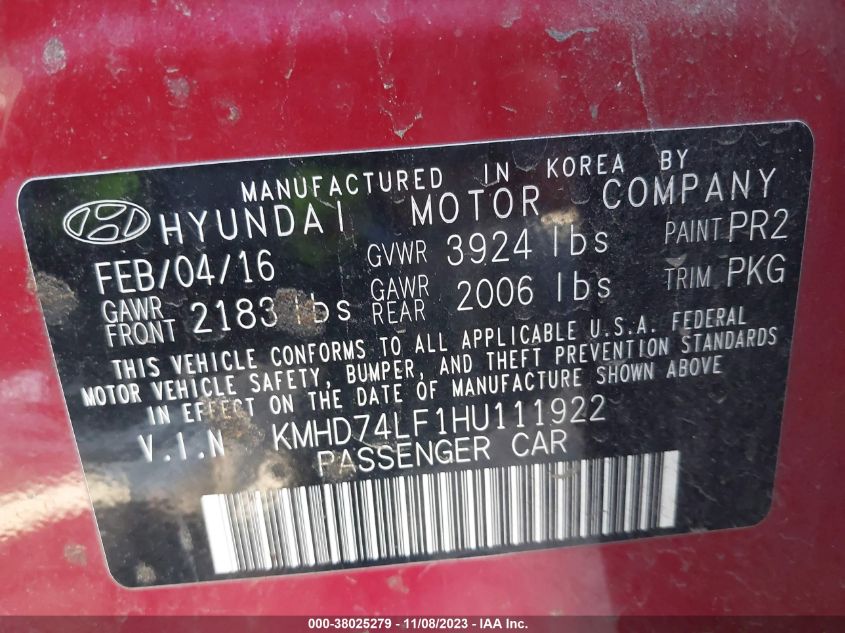 MANUFACTURED IN KOREA BY
HYUNDAI MOTOR COMPANY
FEB/04/16 GVWR 3924 lbs PAINT PR2
GAWR FRONT 2183 lbs GAWR REAR 2006 lbs TRIM PKG
THIS VEHICLE CONFORMS TO ALL APPLICABLE U.S.A. FEDERAL
MOTOR VEHICLE SAFETY, BUMPER, AND THEFT PREVENTION STANDARDS
IN EFFECT ON THE DATE OF MANUFACTURE SHOWN ABOVE
V.I.N KMHD74LF1HU111922
PASSENGER CAR
000-38025279 - 11/08/2023 - IAA Inc.